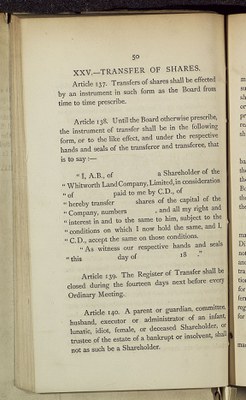 50
XXV.—TRANSFER OF SHARES.
Article 137. Transfers of shares shall be effected
by an instrument in such form as the Board from
time to time prescribe.
Article 138. Until the Board otherwise prescribe,
the instrument of transfer shall be in the following
form, or to the like effect, and under the respective
hands and seals of the transferor and transferee, that
is to say :—
"I, A.B., of a Shareholder of the
"Whitworth Land Company, Limited, in consideration
"of paid to me by C.D., of
"hereby transfer shares of the capital of the
"Company, numbers , and all my right and
"interest in and to the same to him, subject to the
"conditions on which I now hold the same, and I,
"C.D., accept the same on those conditions.
"As witness our respective hands and seals
"this day of 18 ."
Article 139. The Register of Transfer shall be
closed during the fourteen days next before every
Ordinary Meeting.
Article 140. A parent or guardian, committee,
husband, executor or administrator of an infant,
lunatic, idiot, female, or deceased Shareholder, or
trustee of the estate of a bankrupt or insolvent, shall
not as such be a Shareholder.